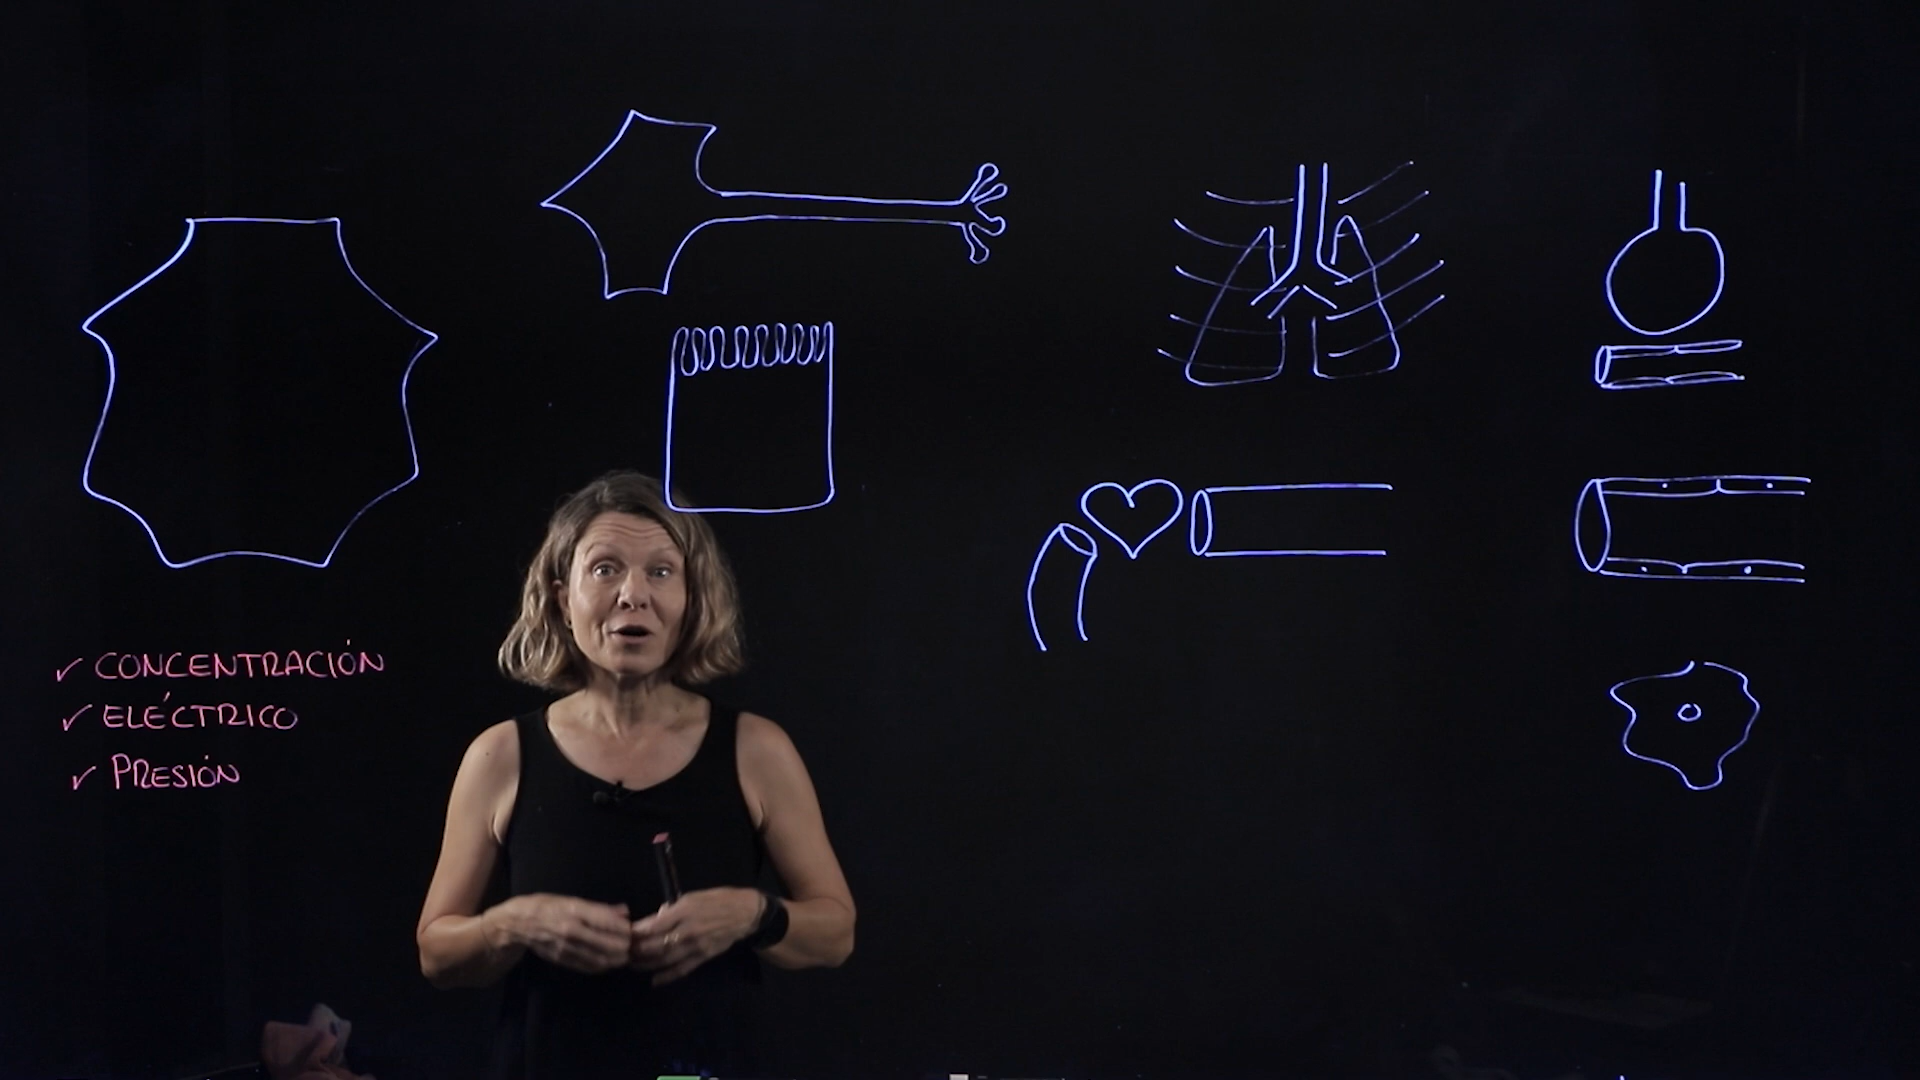 ✓ CONCENTRACIÓN
✓ ELÉCTRICO
✓ PRESIÓN